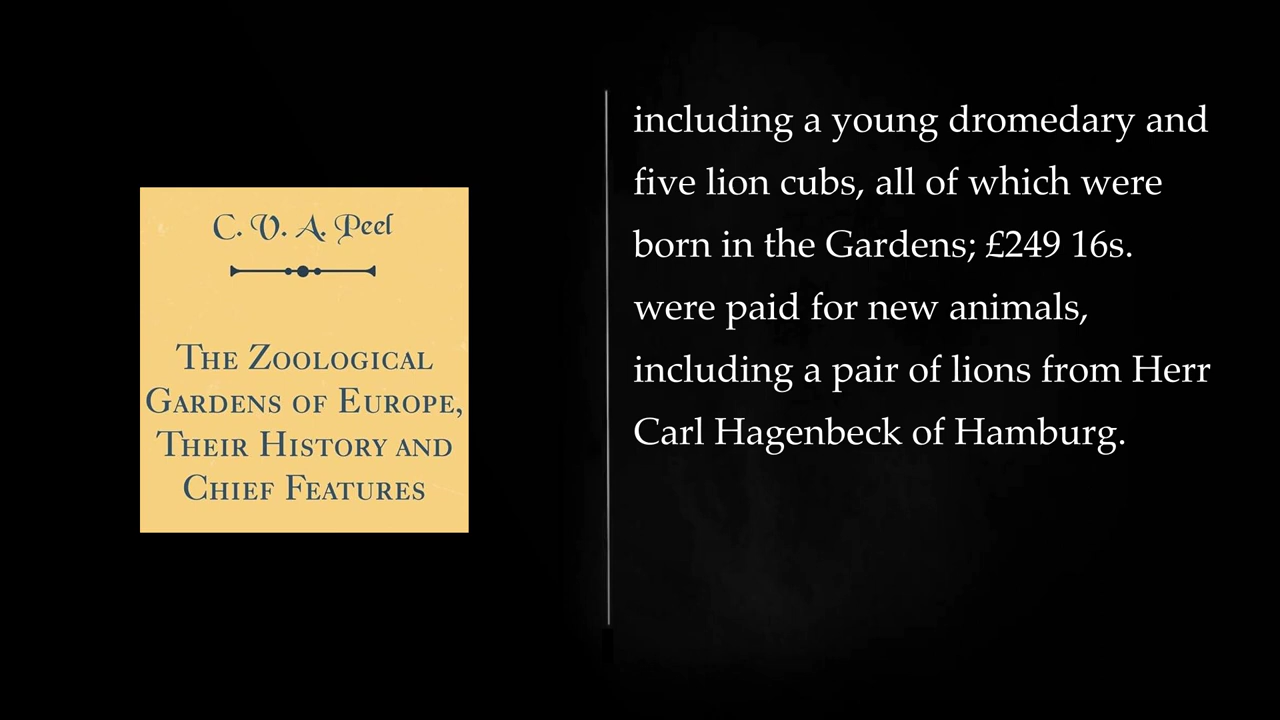 C. V. A. Peel
The Zoological
Gardens of Europe,
Their History and
Chief Features
including a young dromedary and
five lion cubs, all of which were
born in the Gardens; £249 16s.
were paid for new animals,
including a pair of lions from Herr
Carl Hagenbeck of Hamburg.